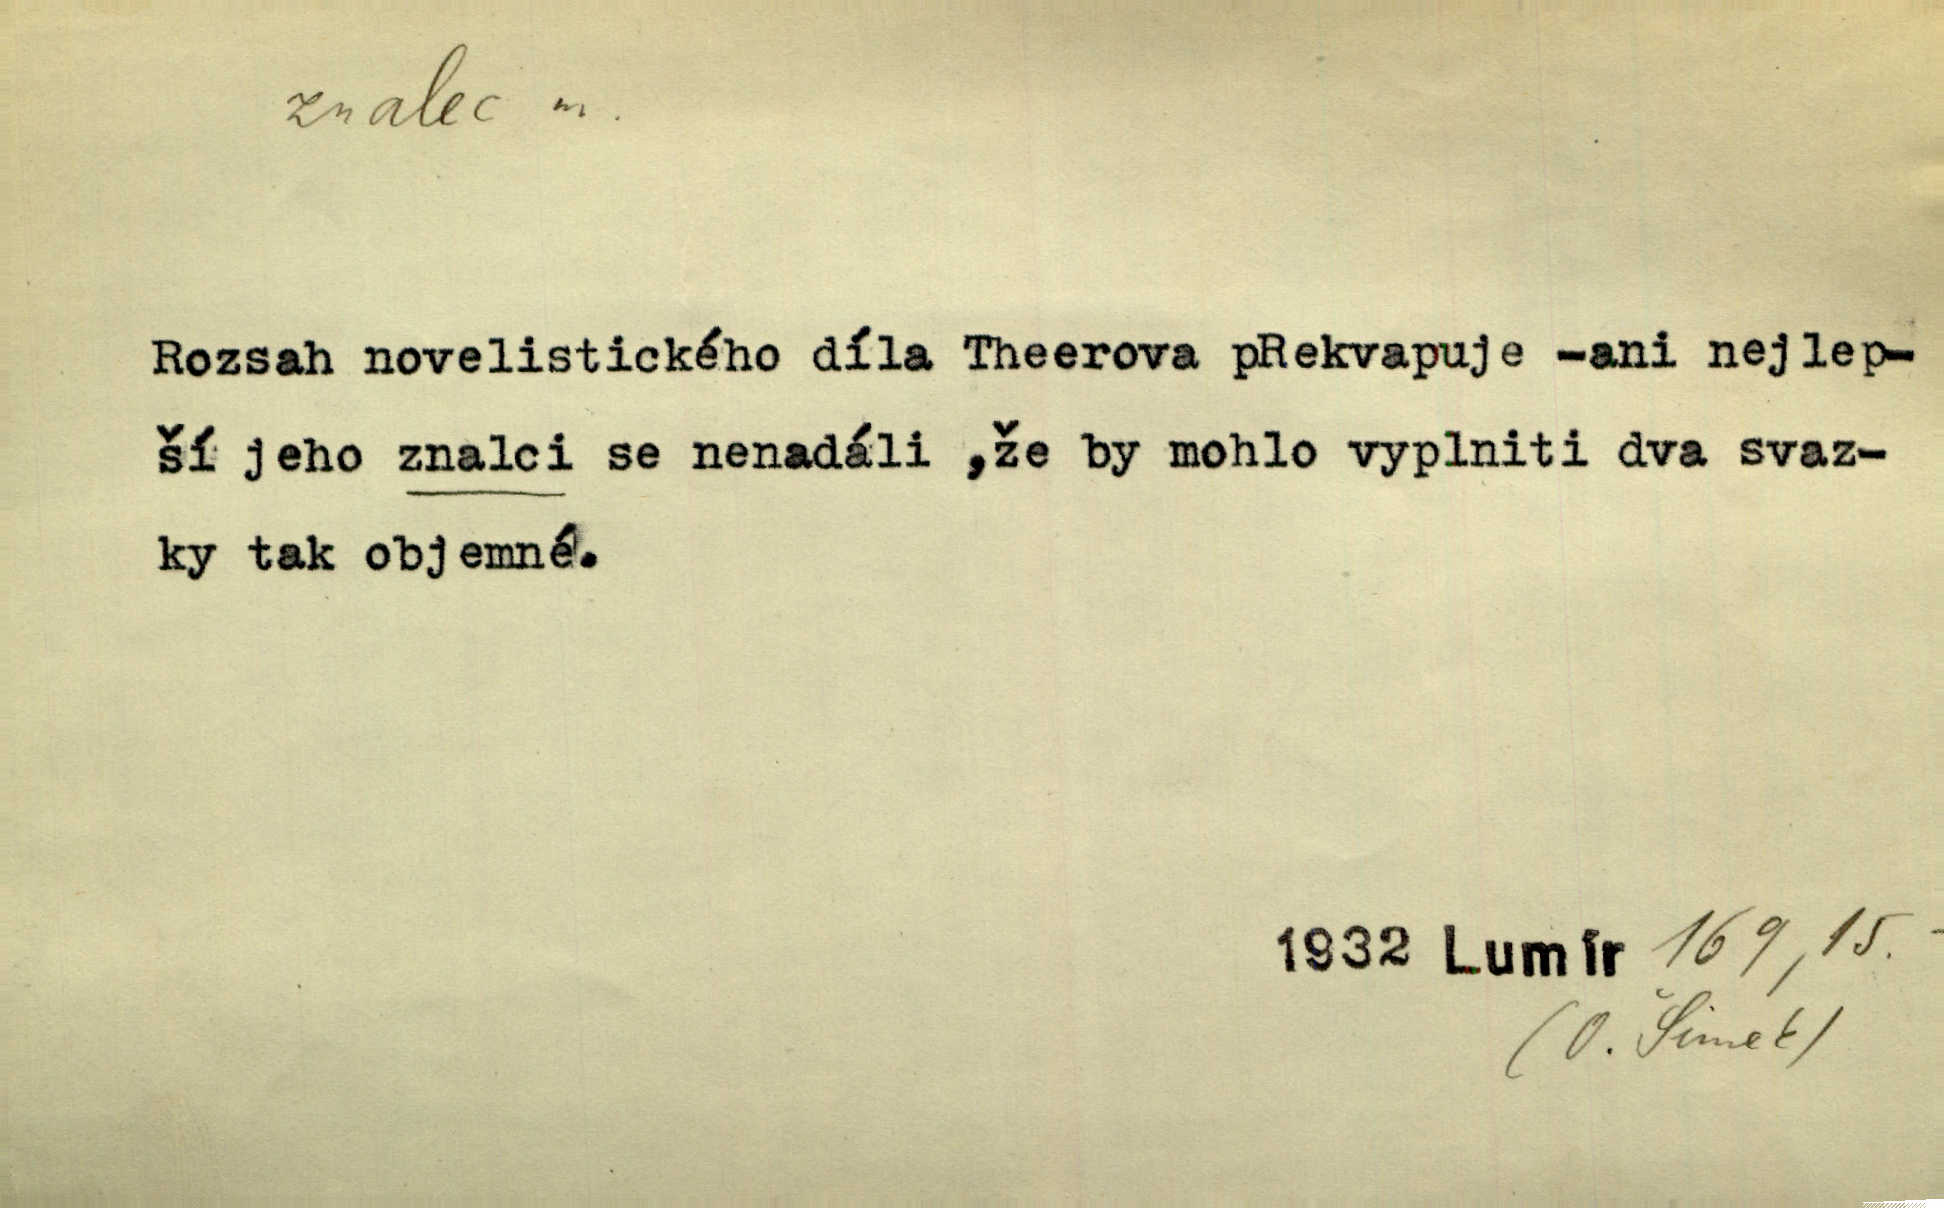 znalec m.
Rozsah novelistického díla Theerova pRekvapuje -ani nejlep-
ší jeho znalci se nenadáli ,že by mohlo vyplniti dva svaz-
ky tak objemné.
1932 Lumír 169, 15. -
(O. Šimek)